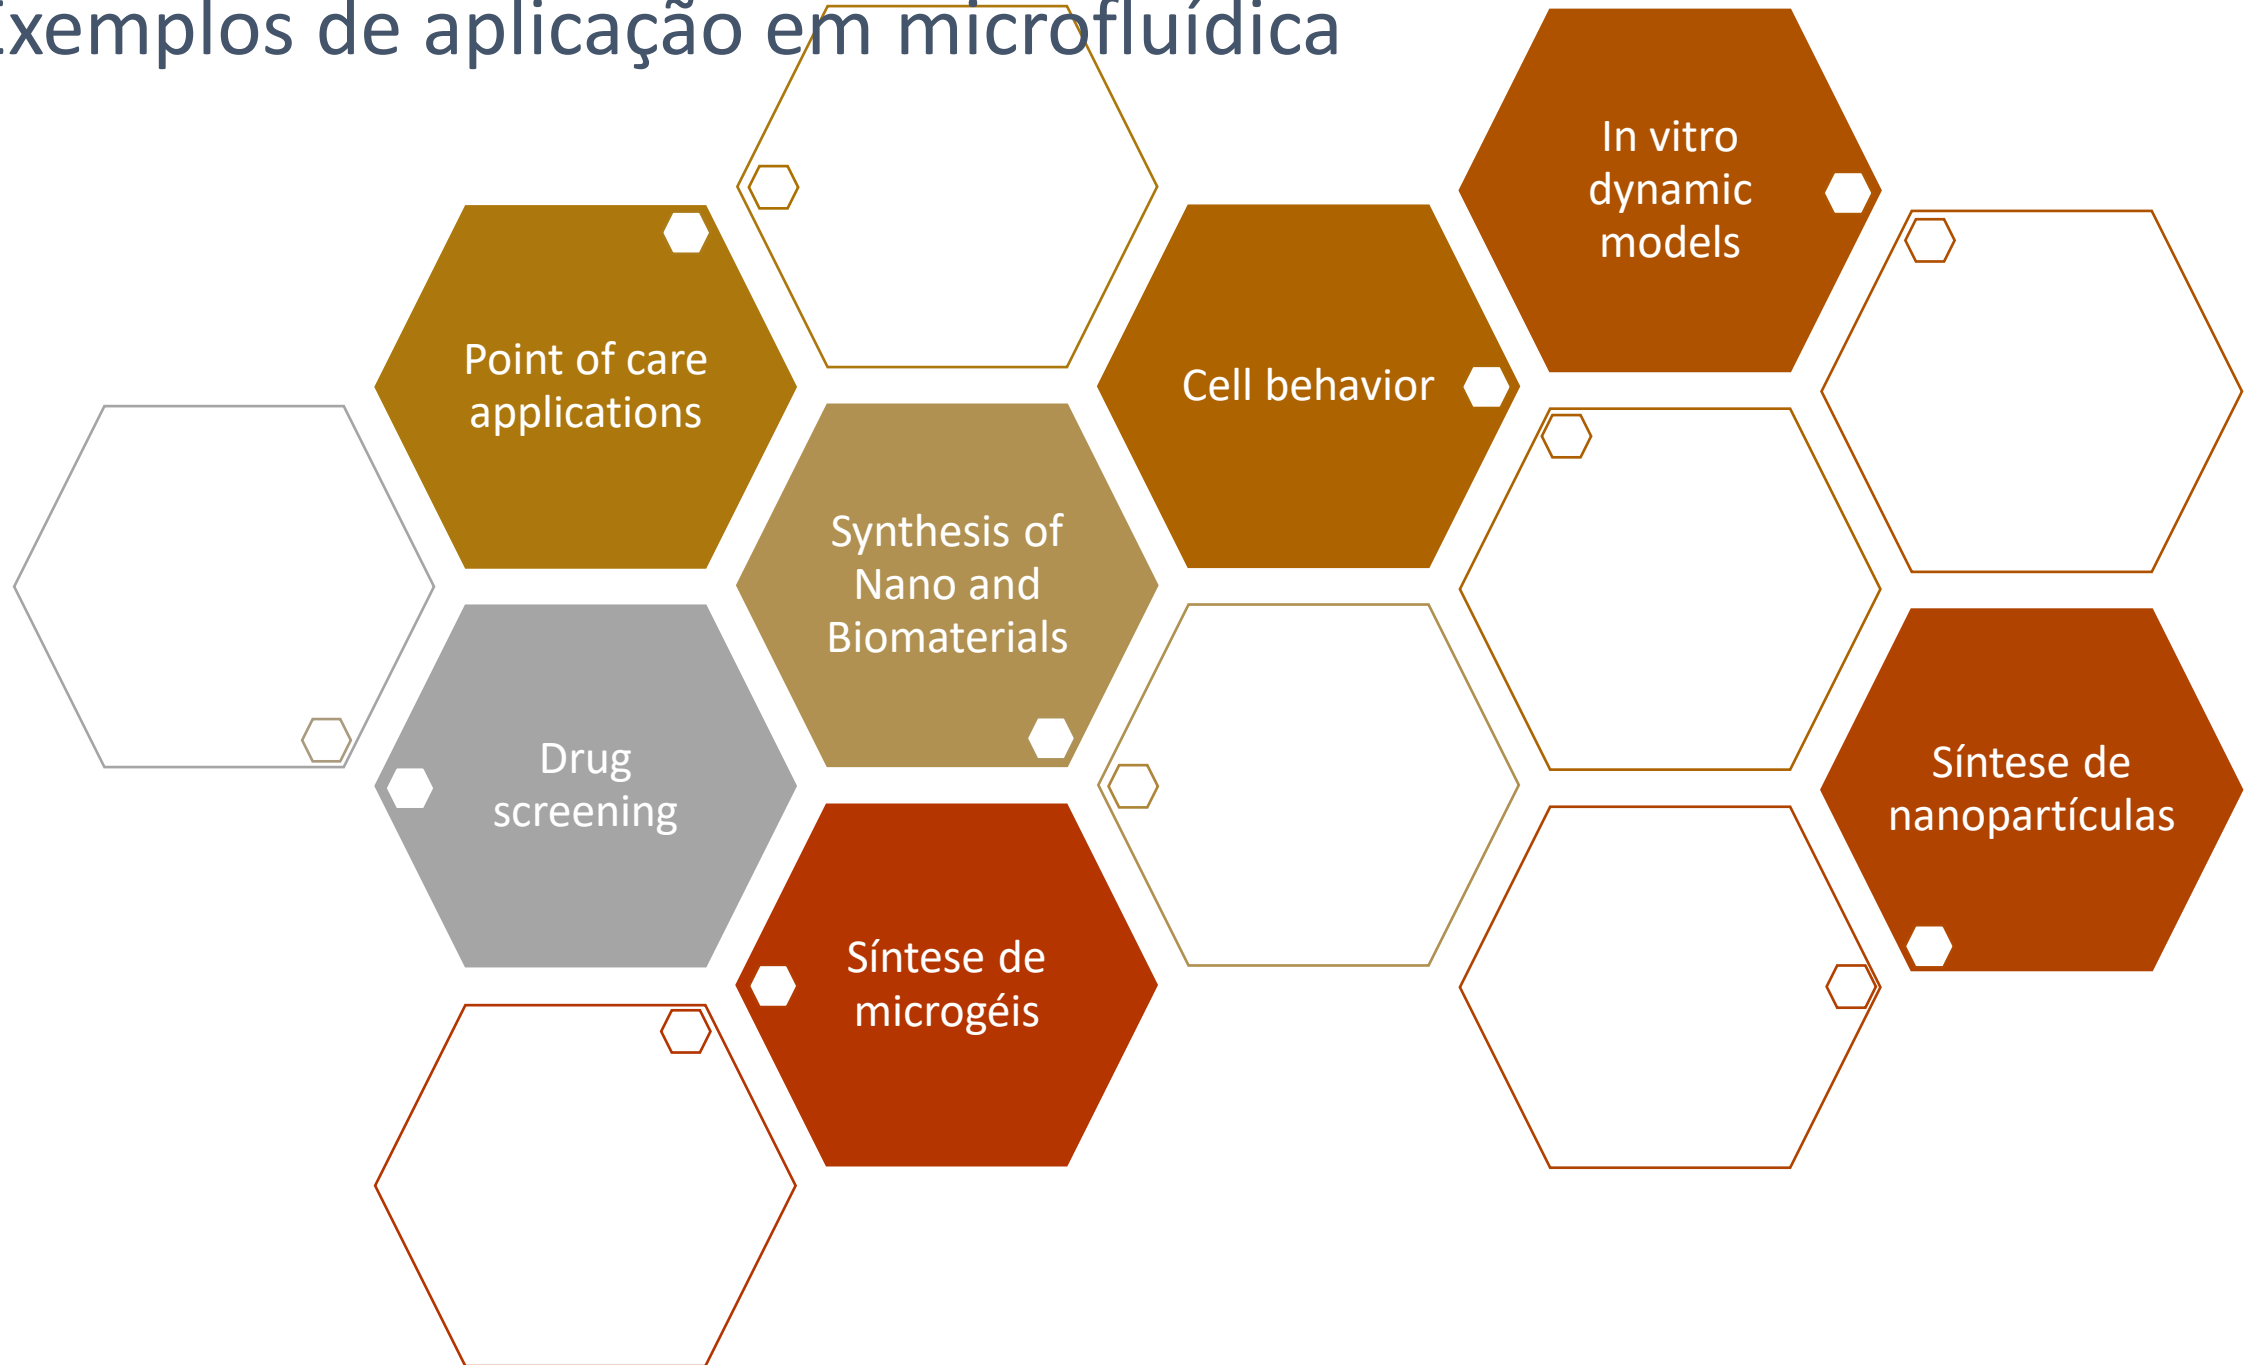 xemplos de aplicação em microfluídica
In vitro
dynamic
models
Point of care
applications
Cell behavior
Synthesis of
Nano and
Biomaterials
Drug
screening
Síntese de
nanopartículas
Síntese de
microgéis